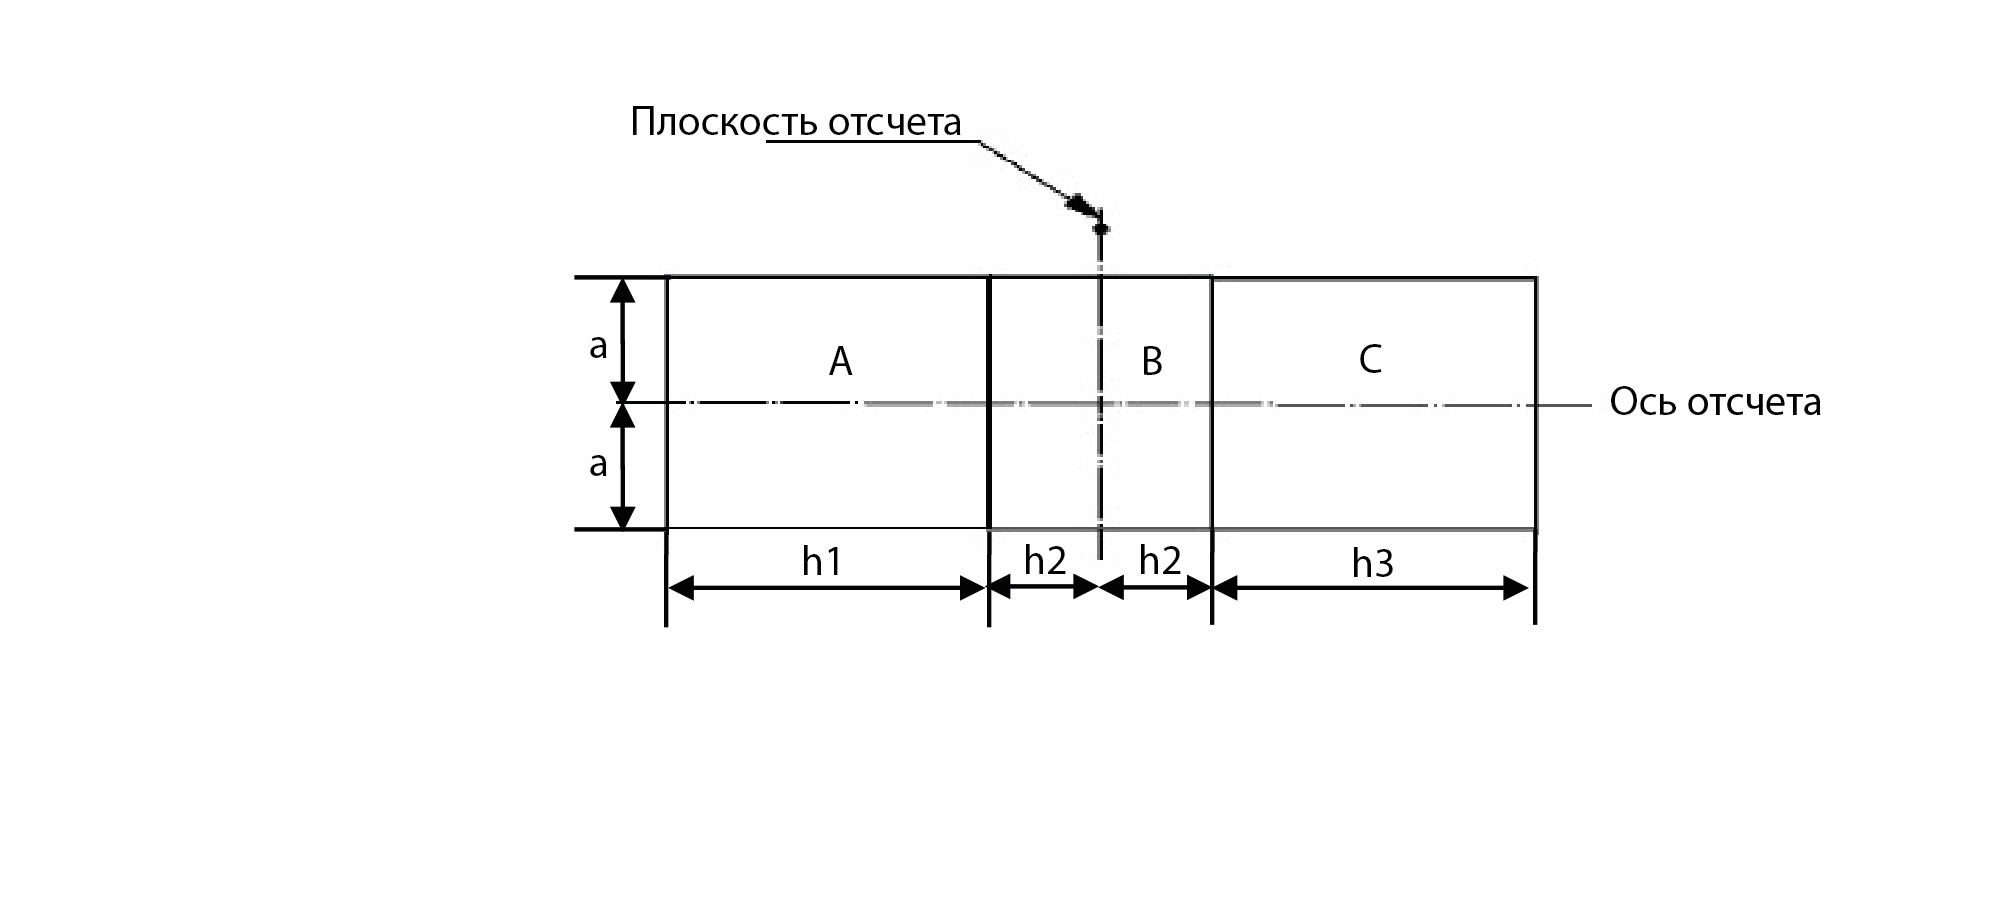 Плоскость отсчета
a
A
B
C
Ось отсчета
a
h1
h2
h2
h3